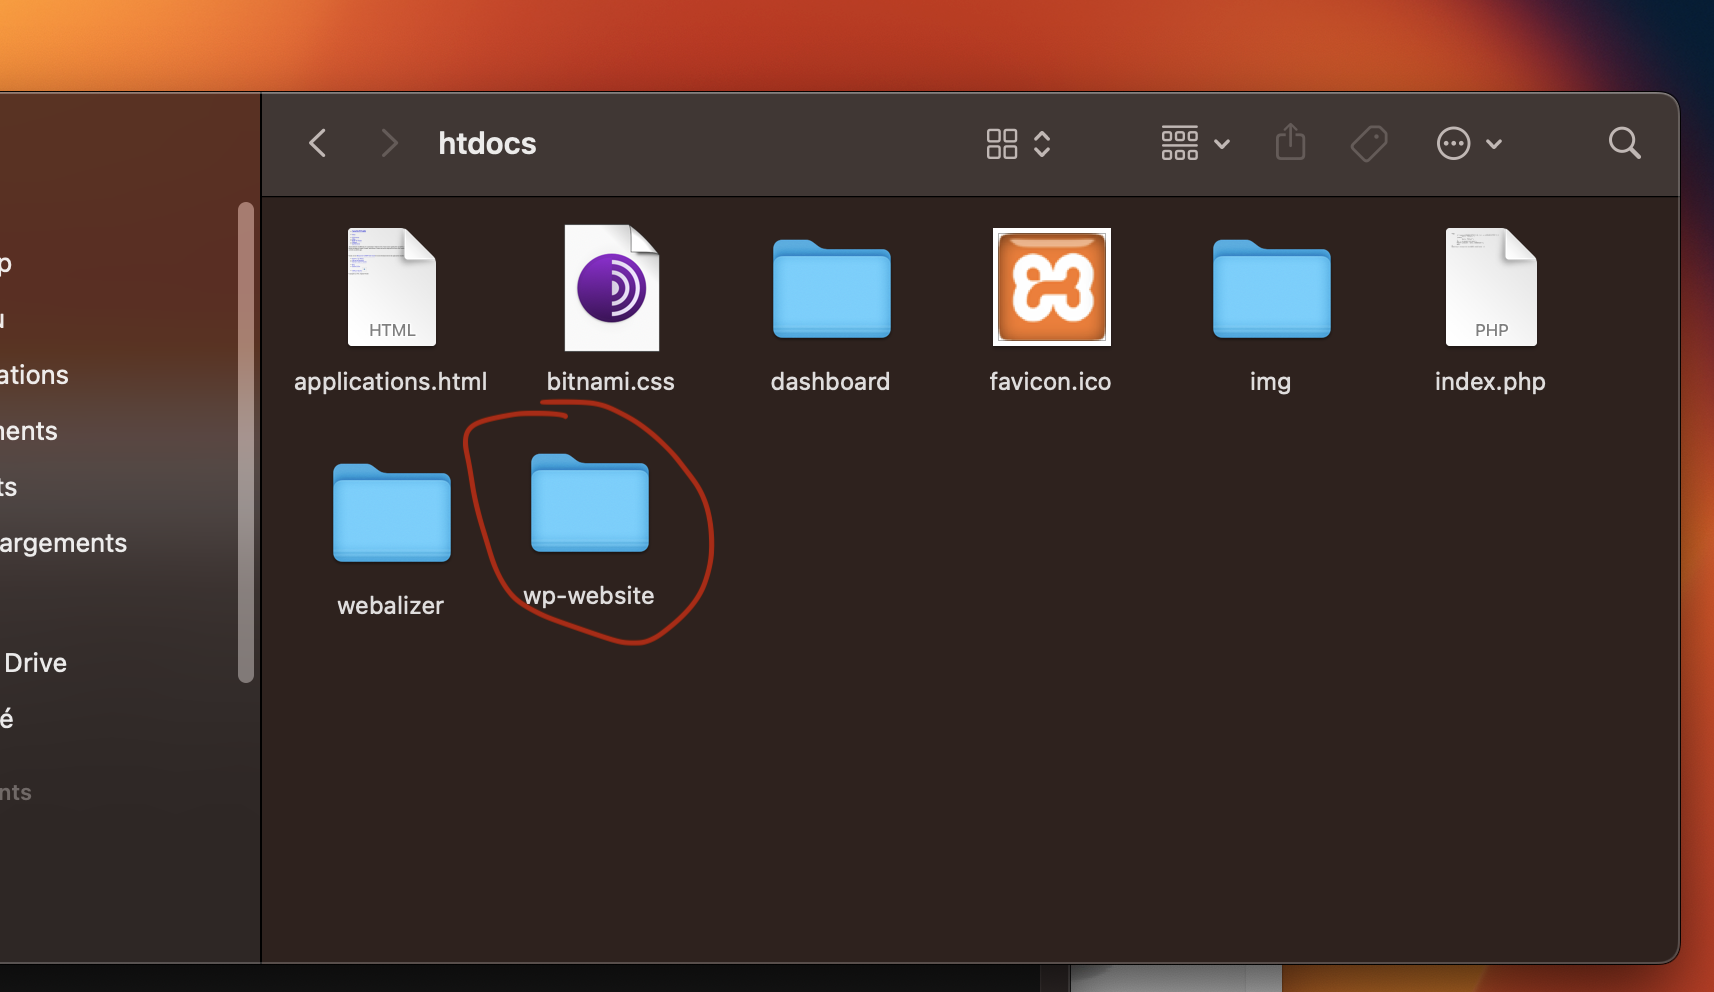 htdocs
p
ations
nents
ts
argements
Drive
é
nts
HTML
PHP
applications.html
bitnami.css
dashboard
favicon.ico
img
index.php
webalizer
wp-website